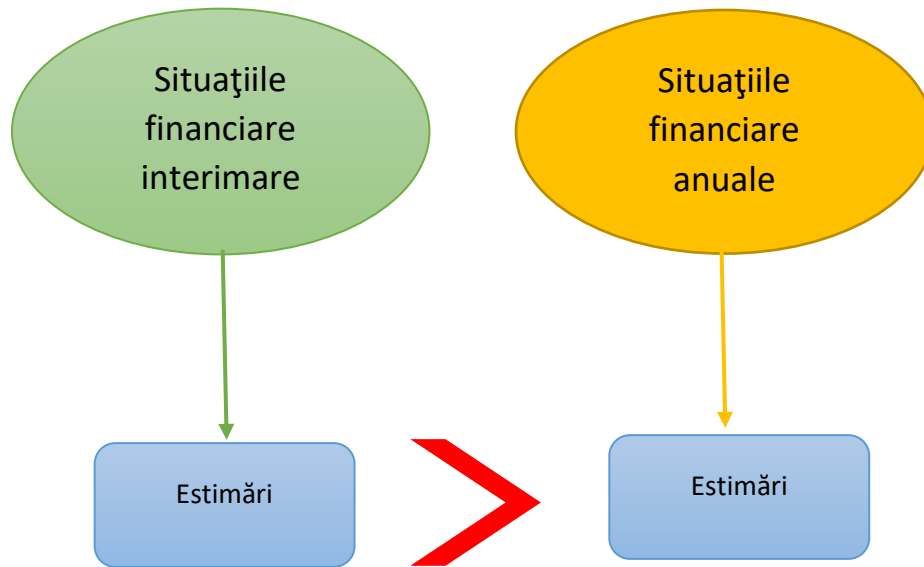 Situaţiile
financiare
interimare
Situaţiile
financiare
anuale
Estimări
Estimări